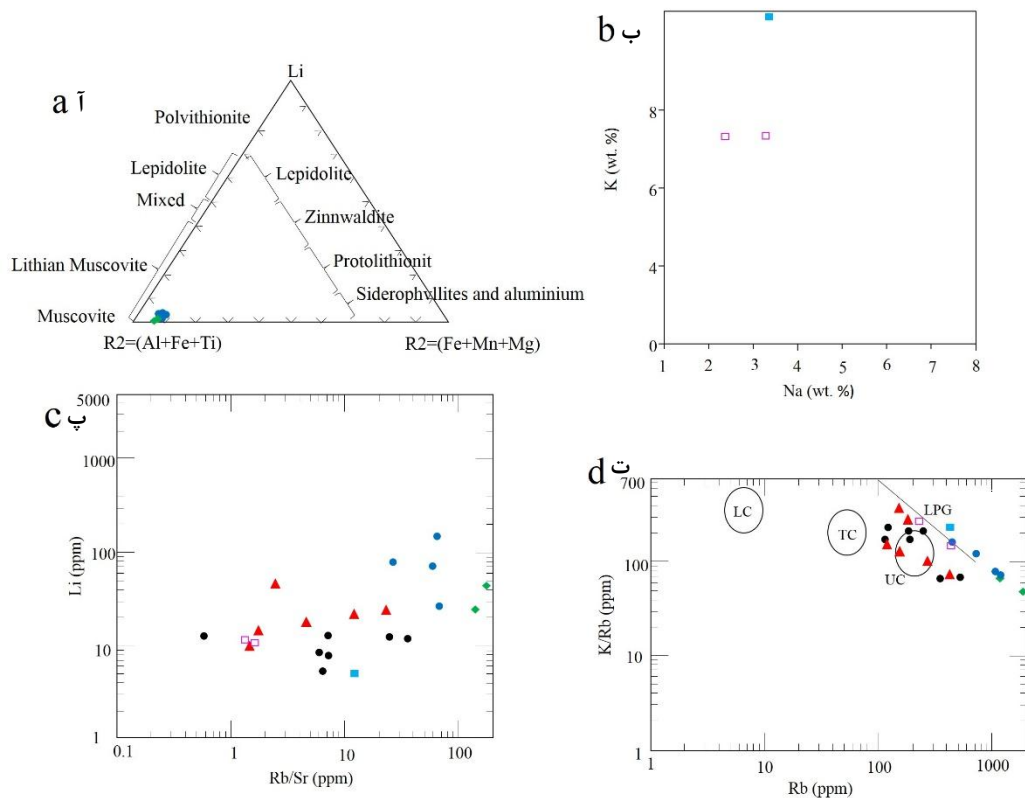 a آ
Li
Polvithionite
Lepidolite
Mixed
Lithian Muscovite
Muscovite
Lepidolite
Zinnwaldite
Protolithionit
Siderophvllites and aluminium
R2=(Al+Fe+Ti)
R2=(Fe+Mn+Mg)
b ب
K (wt. %)
8
6
4
0
1 2 3 4 5 6 7 8
Na (wt. %)
c پ
Li (ppm)
5000
1000
100
10
1
0.1 1 10 100
Rb/Sr (ppm)
d ت
K/Rb (ppm)
700
100
10
1
LC
TC
UC
LPG
1 10 100 1000
Rb (ppm)